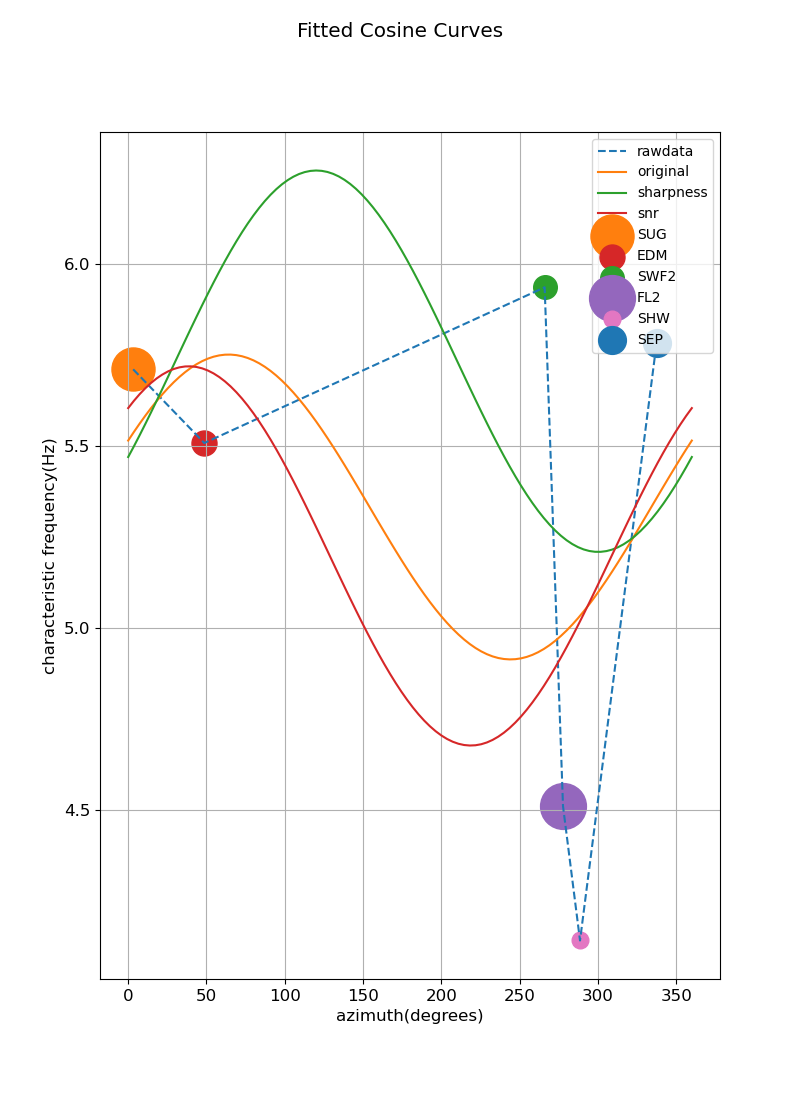 Fitted Cosine Curves
rawdata
original
sharpness
snr
SUG
EDM
SWF2
FL2
SHW
SEP
6.0
5.5
5.0
4.5
characteristic frequency(Hz)
0 50 100 150 200 250 300 350
azimuth(degrees)